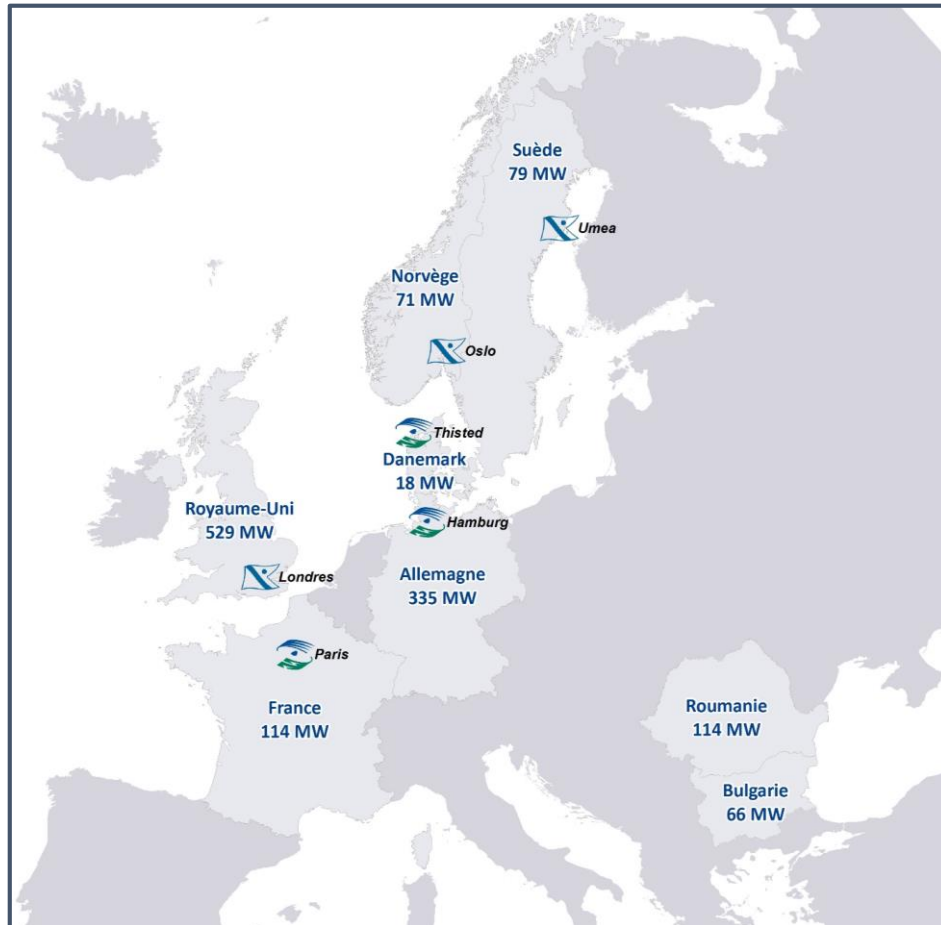 Suède
79 MW
Umea
Norvège
71 MW
Oslo
Thisted
Danemark
18 MW
Royaume-Uni
529 MW
Hamburg
Londres
Allemagne
335 MW
Paris
France
114 MW
Roumanie
114 MW
Bulgarie
66 MW